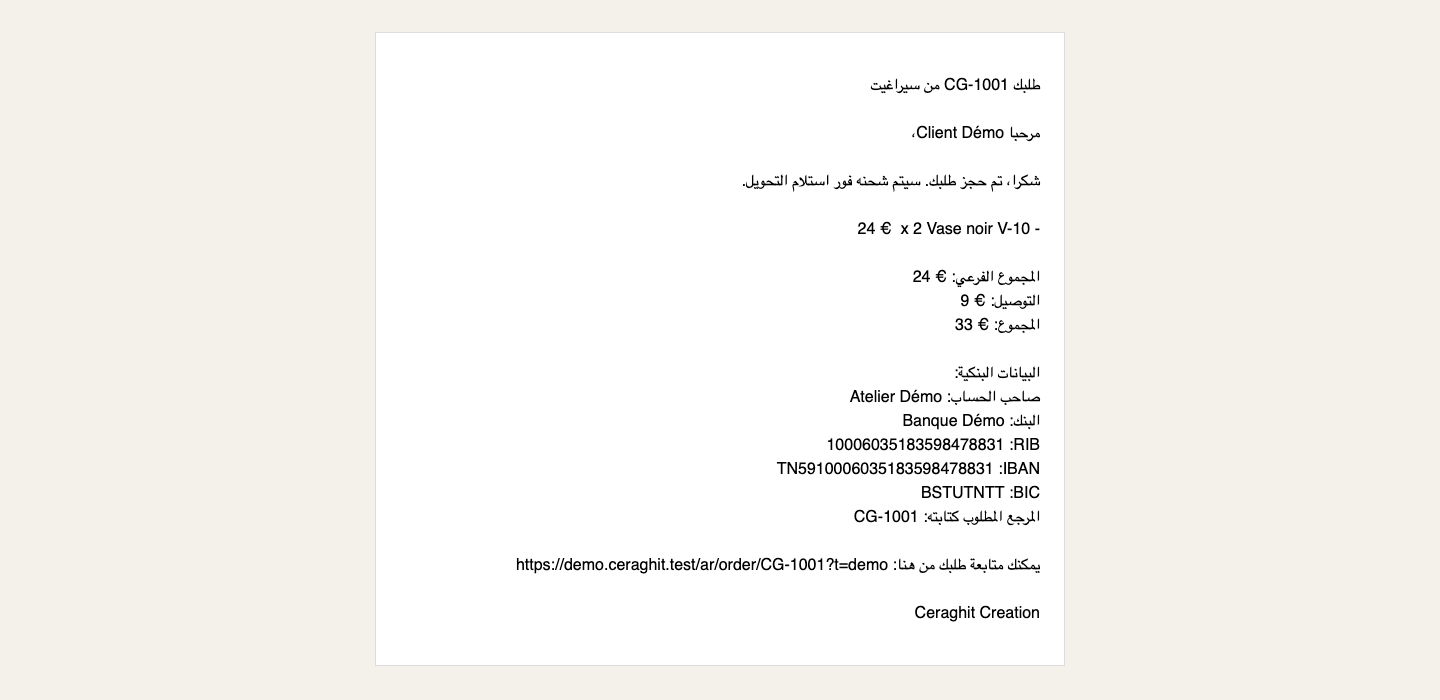 طلبك CG-1001 من سيراغيت
مرحبا Client Démo،
شكرا، تم حجز طلبك. سيتم شحنه فور استلام التحويل.
- Vase noir V-10 x 2  24 €
المجموع الفرعي: 24 €
التوصيل: 9 €
المجموع: 33 €
البيانات البنكية:
صاحب الحساب: Atelier Démo
البنك: Banque Démo
RIB: 10006035183598478831
IBAN: TN5910006035183598478831
BIC: BSTUTNTT
المرجع المطلوب كتابته: CG-1001
يمكنك متابعة طلبك من هنا: https://demo.ceraghit.test/ar/order/CG-1001?t=demo
Ceraghit Creation